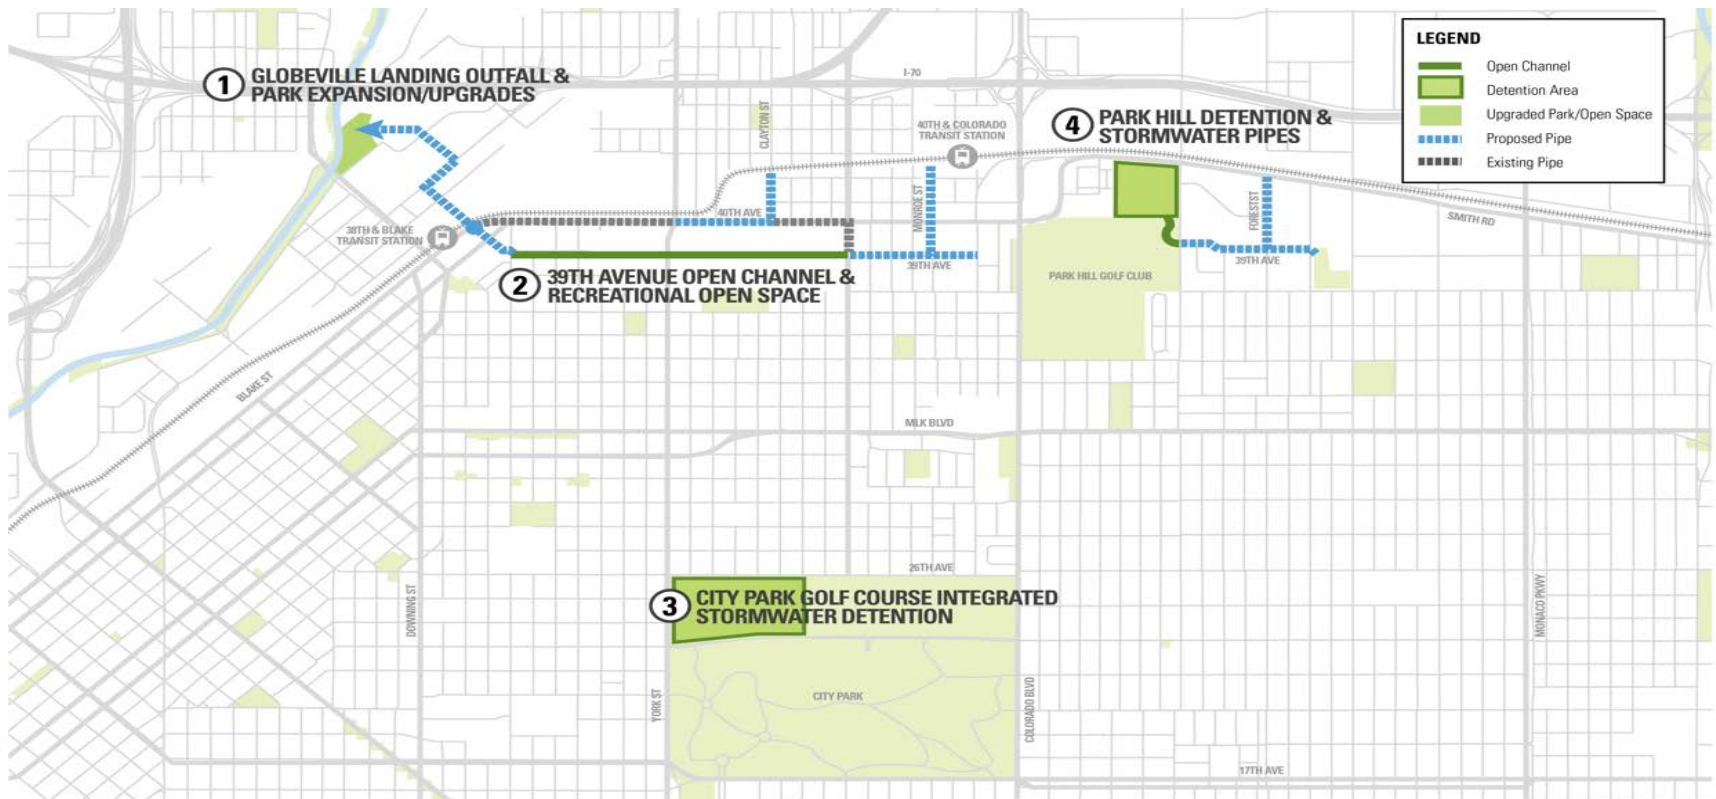 LEGEND
Open Channel
Detention Area
Upgraded Park/Open Space
Proposed Pipe
Existing Pipe
1
GLOBEVILLE LANDING OUTFALL &
PARK EXPANSION/UPGRADES
I-70
CLAYTON ST
40TH & COLORADO
TRANSIT STATION
4
PARK HILL DETENTION &
STORMWATER PIPES
MONROE ST
FORESTST
SMITH RD
40TH AVE
38TH & BLAKE
TRANSIT STATION
39TH AVE
39TH AVE
2
39TH AVENUE OPEN CHANNEL &
RECREATIONAL OPEN SPACE
PARK HILL GOLF CLUB
BLAKE ST
MLK BLVD
26TH AVE
DOWNING ST
3
CITY PARK GOLF COURSE INTEGRATED
STORMWATER DETENTION
MONACO PKWY
YORK ST
CITY PARK
COLORADO BLVD
17TH AVE